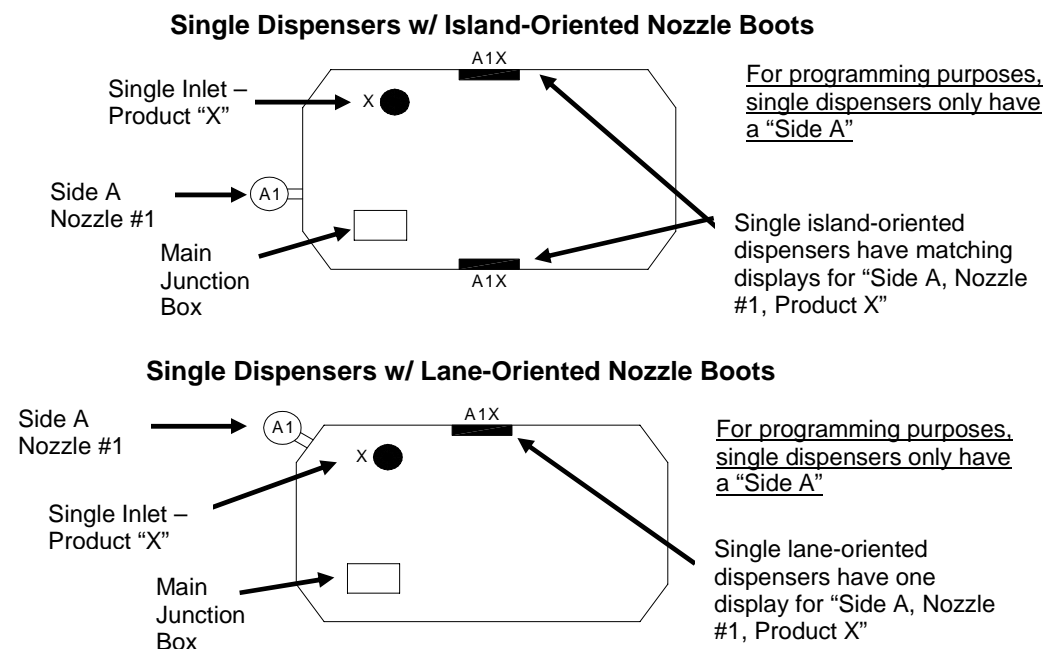 Single Dispensers w/ Island-Oriented Nozzle Boots
A1X
Single Inlet –
Product “X”
X
For programming purposes,
single dispensers only have
a “Side A”
Side A
Nozzle #1
A1
Main
Junction
Box
A1X
Single island-oriented
dispensers have matching
displays for “Side A, Nozzle
#1, Product X”
Single Dispensers w/ Lane-Oriented Nozzle Boots
Side A
Nozzle #1
A1
A1X
X
For programming purposes,
single dispensers only have
a “Side A”
Single Inlet –
Product “X”
Main
Junction
Box
Single lane-oriented
dispensers have one
display for “Side A, Nozzle
#1, Product X”